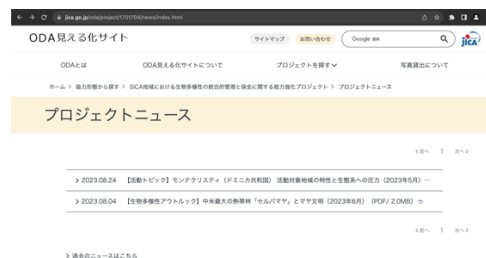 jica.go.jp/oda/project/1701704/news/index.html
ODA見える化サイト
サイトマップ
お問い合わせ
Google 検索
jICA
ODAとは
ODA見える化サイトについて
プロジェクトを探す
写真貸出について
ホーム > 協力形態から探す > SICA地域における生物多様性の統合的管理と保全に関する能力強化プロジェクト > プロジェクトニュース
プロジェクトニュース
<前へ 1 次へ>
> 2023.08.24 【活動トピック】モンテクリスティ（ドミニカ共和国） 活動対象地域の特性と生態系への圧力（2023年5月）…
> 2023.08.04 【生物多様性アウトルック】中米最大の熱帯林「セルバマヤ」とマヤ文明（2023年6月）（PDF/ 2.0MB）
<前へ 1 次へ>
> 過去のニュースはこちら